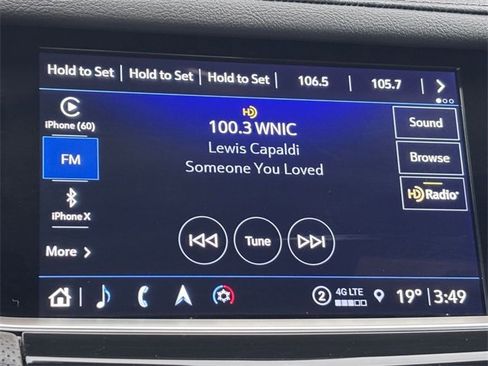 Hold to Set Hold to Set Hold to Set 106.5 105.7
iPhone (60)
FM
iPhone X
More
HD
100.3 WNIC
Lewis Capaldi
Someone You Loved
Tune
Sound
Browse
HD Radio
2 4G LTE 19° 3:49